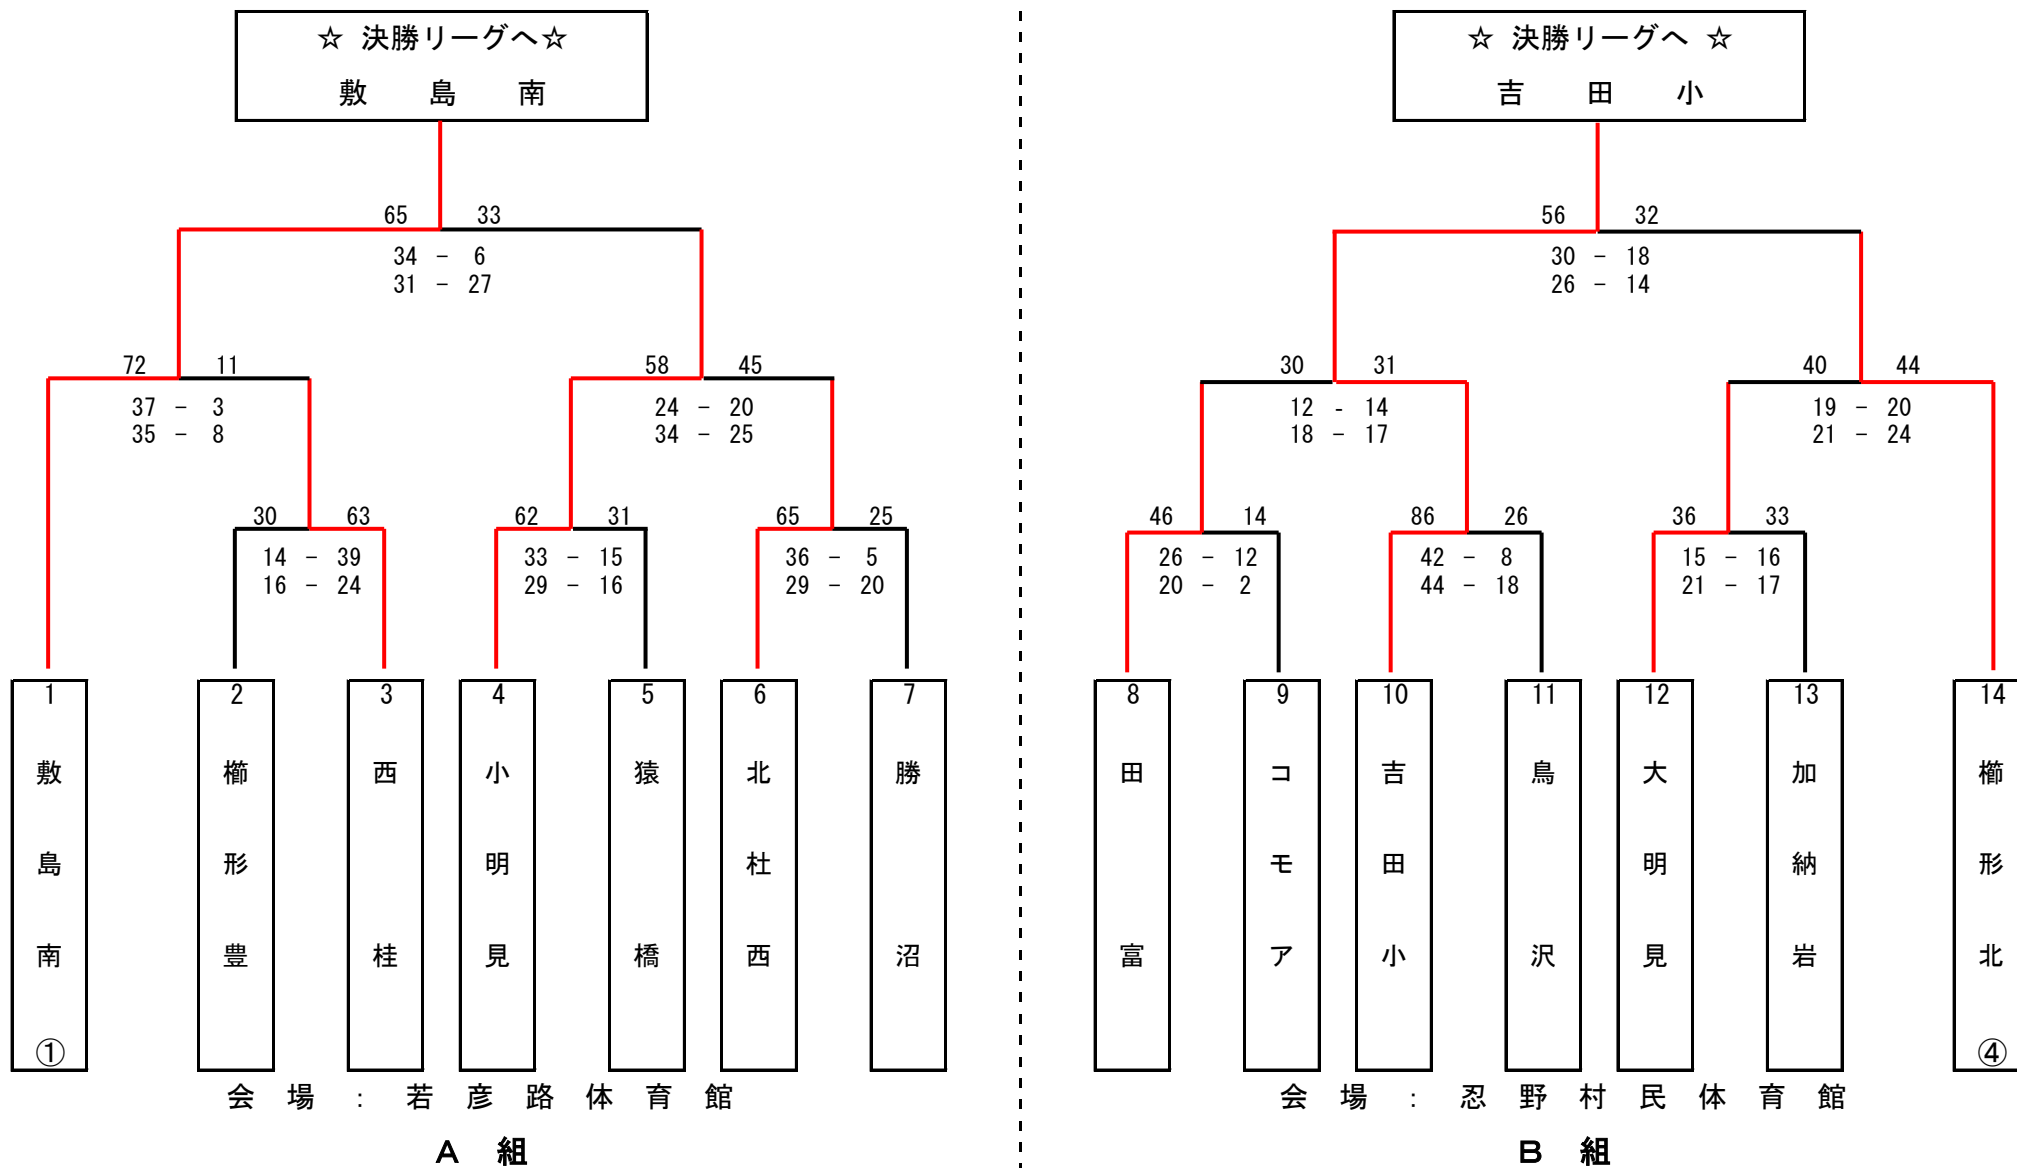 ☆ 決勝リーグへ☆
敷 島 南
65 33
34 － 6
31 － 27
72 11
37 － 3
35 － 8
58 45
24 － 20
34 － 25
30 63
14 － 39
16 － 24
62 31
33 － 15
29 － 16
65 25
36 － 5
29 － 20
1 敷島南 ①
2 櫛形豊
3 西桂
4 小明見
5 猿橋
6 北杜西
7 勝沼
会 場 : 若 彦 路 体 育 館
A 組
☆ 決勝リーグへ ☆
吉 田 小
56 32
30 － 18
26 － 14
30 31
12 - 14
18 － 17
40 44
19 － 20
21 － 24
46 14
26 － 12
20 － 2
86 26
42 － 8
44 － 18
36 33
15 － 16
21 － 17
8 田富
9 コモア
10 吉田小
11 鳥沢
12 大明見
13 加納岩
14 櫛形北 ④
会 場 : 忍 野 村 民 体 育 館
B 組